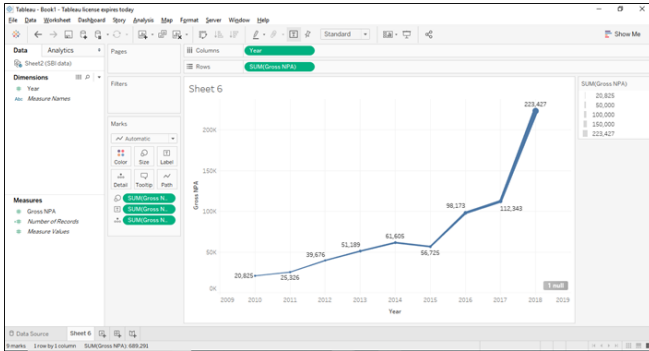 Tableau - Book1 - Tableau license expires today
File Data Worksheet Dashboard Story Analysis Map Format Server Window Help
Standard
Show Me
Data Analytics
Sheet2 (SBI data)
Dimensions
Year
Abc Measure Names
Measures
Gross NPA
Number of Records
Measure Values
Pages
Filters
Marks
Automatic
Color Size Label
Detail Tooltip Path
SUM(Gross N..
SUM(Gross N..
SUM(Gross N..
Columns Year
Rows SUM(Gross NPA)
Sheet 6
223,427
200K
150K
100K
50K
0K
Gross NPA
20,825
25,326
39,676
51,189
61,605
56,725
98,173
112,343
1 null
2009 2010 2011 2012 2013 2014 2015 2016 2017 2018 2019
Year
SUM(Gross NPA)
20,825
50,000
100,000
150,000
223,427
Data Source Sheet 6
9 marks 1 row by 1 column SUM(Gross NPA): 689,291